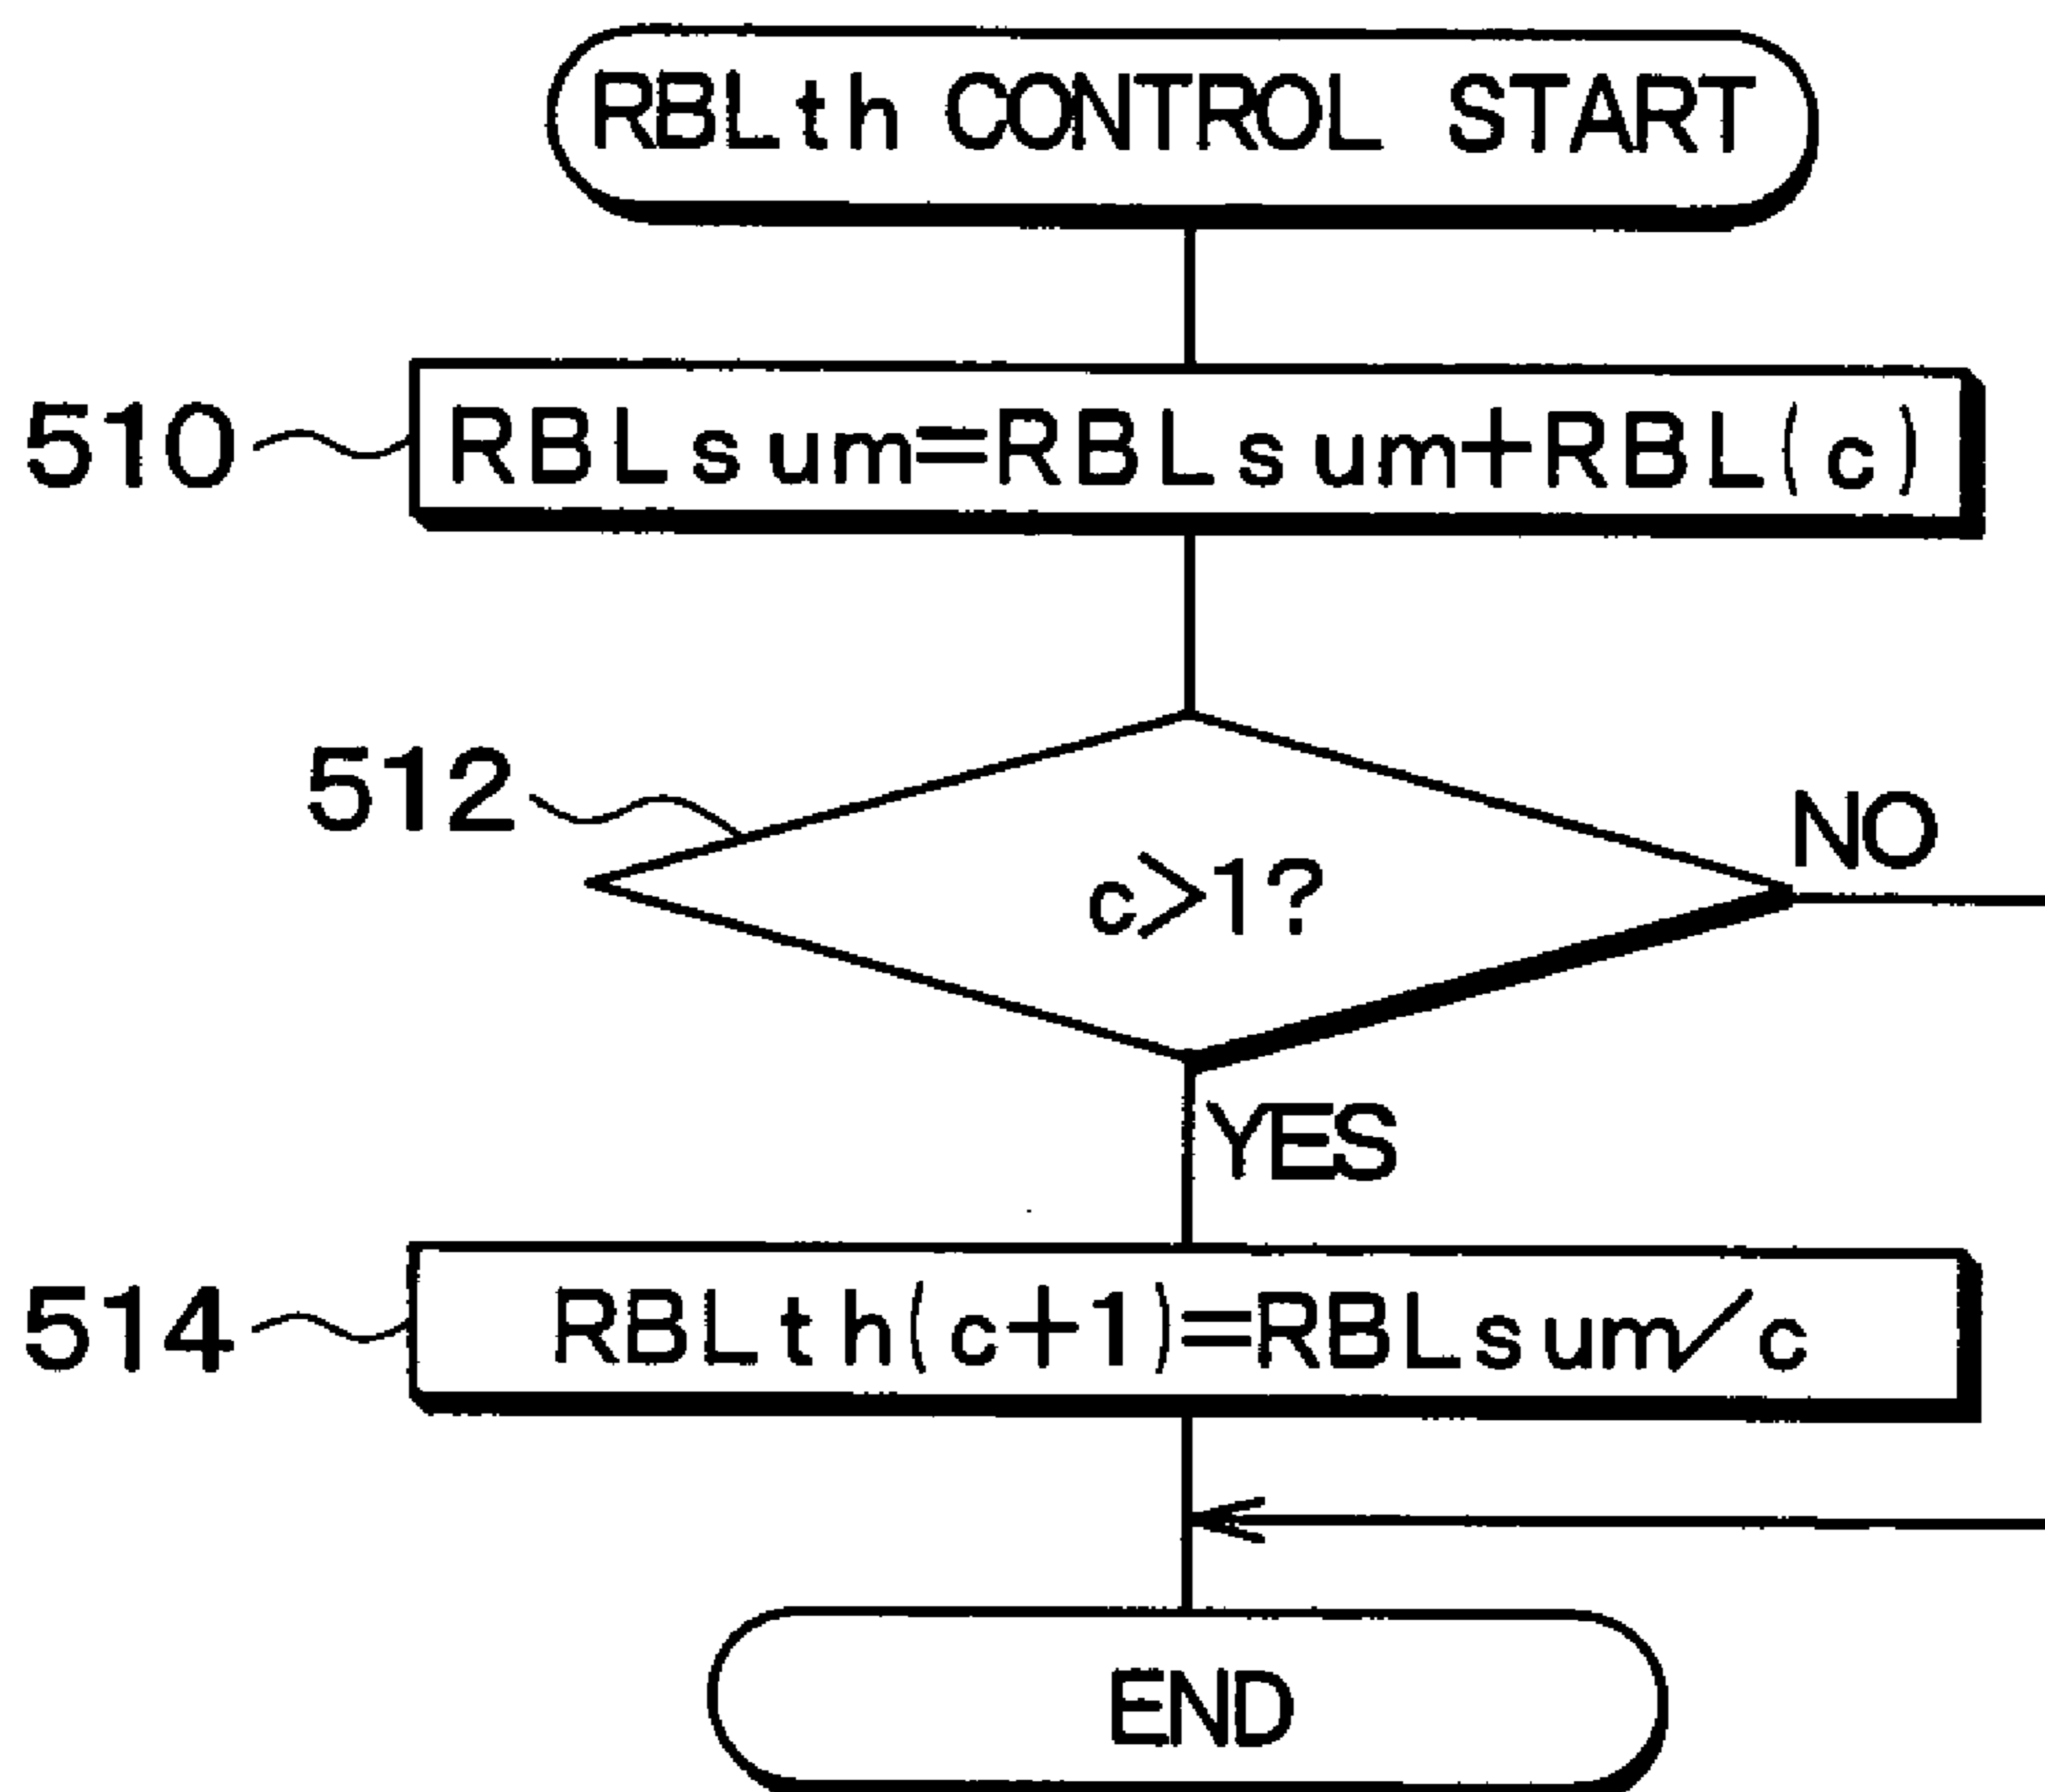 RBLth CONTROL START
510
RBLsum=RBLsum+RBL(c)
512
c>1?
NO
YES
514
RBLth(c+1)=RBLsum/c
END